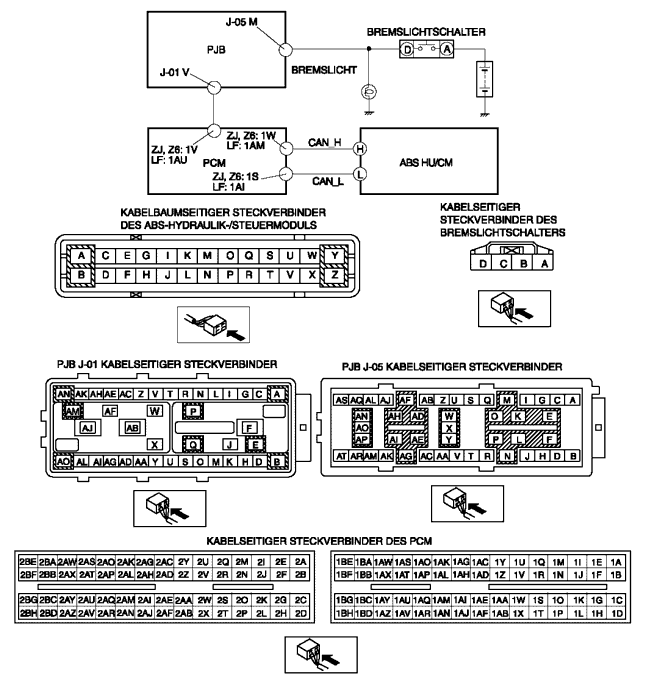 J-05 M
PJB
J-01 V
BREMSLICHT
BREMSLICHTSCHALTER
D A
ZJ, Z6: 1V
LF: 1AU
PCM
ZJ, Z6: 1W
LF: 1AM
ZJ, Z6: 1S
LF: 1AI
CAN_H
CAN_L
H
L
ABS HU/CM
KABELBAUMSEITIGER STECKVERBINDER
DES ABS-HYDRAULIK-/STEUERMODULS
A C E G I K M O Q S U W Y
B D F H J L N P R T V X Z
KABELSEITIGER
STECKVERBINDER DES
BREMSLICHTSCHALTERS
D C B A
PJB J-01 KABELSEITIGER STECKVERBINDER
AN AK AH AE AC Z V T R N L I G C A
AM AF W P
AJ AB F
X Q J E
AO AL AI AG AD AA Y U S O M K H D B
PJB J-05 KABELSEITIGER STECKVERBINDER
AS AQ AL AJ AF AB Z U S Q M I G C A
AN AH AD W O K E
AO X
AP AI AE Y P L F
AT AR AM AK AG AC AA V T R N J H D B
KABELSEITIGER STECKVERBINDER DES PCM
2BE 2BA 2AW 2AS 2AO 2AK 2AG 2AC 2Y 2U 2Q 2M 2I 2E 2A
2BF 2BB 2AX 2AT 2AP 2AL 2AH 2AD 2Z 2V 2R 2N 2J 2F 2B
2BG 2BC 2AY 2AU 2AQ 2AM 2AI 2AE 2AA 2W 2S 2O 2K 2G 2C
2BH 2BD 2AZ 2AV 2AR 2AN 2AJ 2AF 2AB 2X 2T 2P 2L 2H 2D
1BE 1BA 1AW 1AS 1AO 1AK 1AG 1AC 1Y 1U 1Q 1M 1I 1E 1A
1BF 1BB 1AX 1AT 1AP 1AL 1AH 1AD 1Z 1V 1R 1N 1J 1F 1B
1BG 1BC 1AY 1AU 1AQ 1AM 1AI 1AE 1AA 1W 1S 1O 1K 1G 1C
1BH 1BD 1AZ 1AV 1AR 1AN 1AJ 1AF 1AB 1X 1T 1P 1L 1H 1D